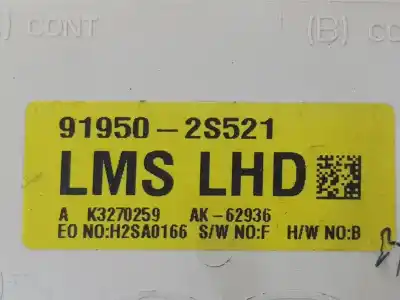 ) CONT
(B) CO
91950-2S521
LMS LHD
A K3270259 AK-62936
EO NO:H2SA0166 S/W NO:F H/W NO:B